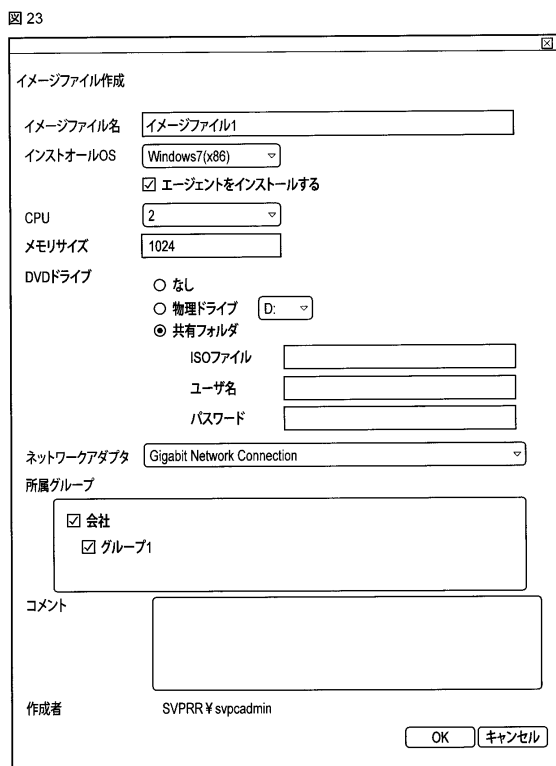 図 23
イメージファイル作成
イメージファイル名 イメージファイル1
インストオールOS Windows7(x86)
エージェントをインストールする
CPU 2
メモリサイズ 1024
DVDドライブ
なし
物理ドライブ D:
共有フォルダ
ISOファイル
ユーザ名
パスワード
ネットワークアダプタ Gigabit Network Connection
所属グループ
会社
グループ1
コメント
作成者 SVPRR¥svpcadmin
OK キャンセル